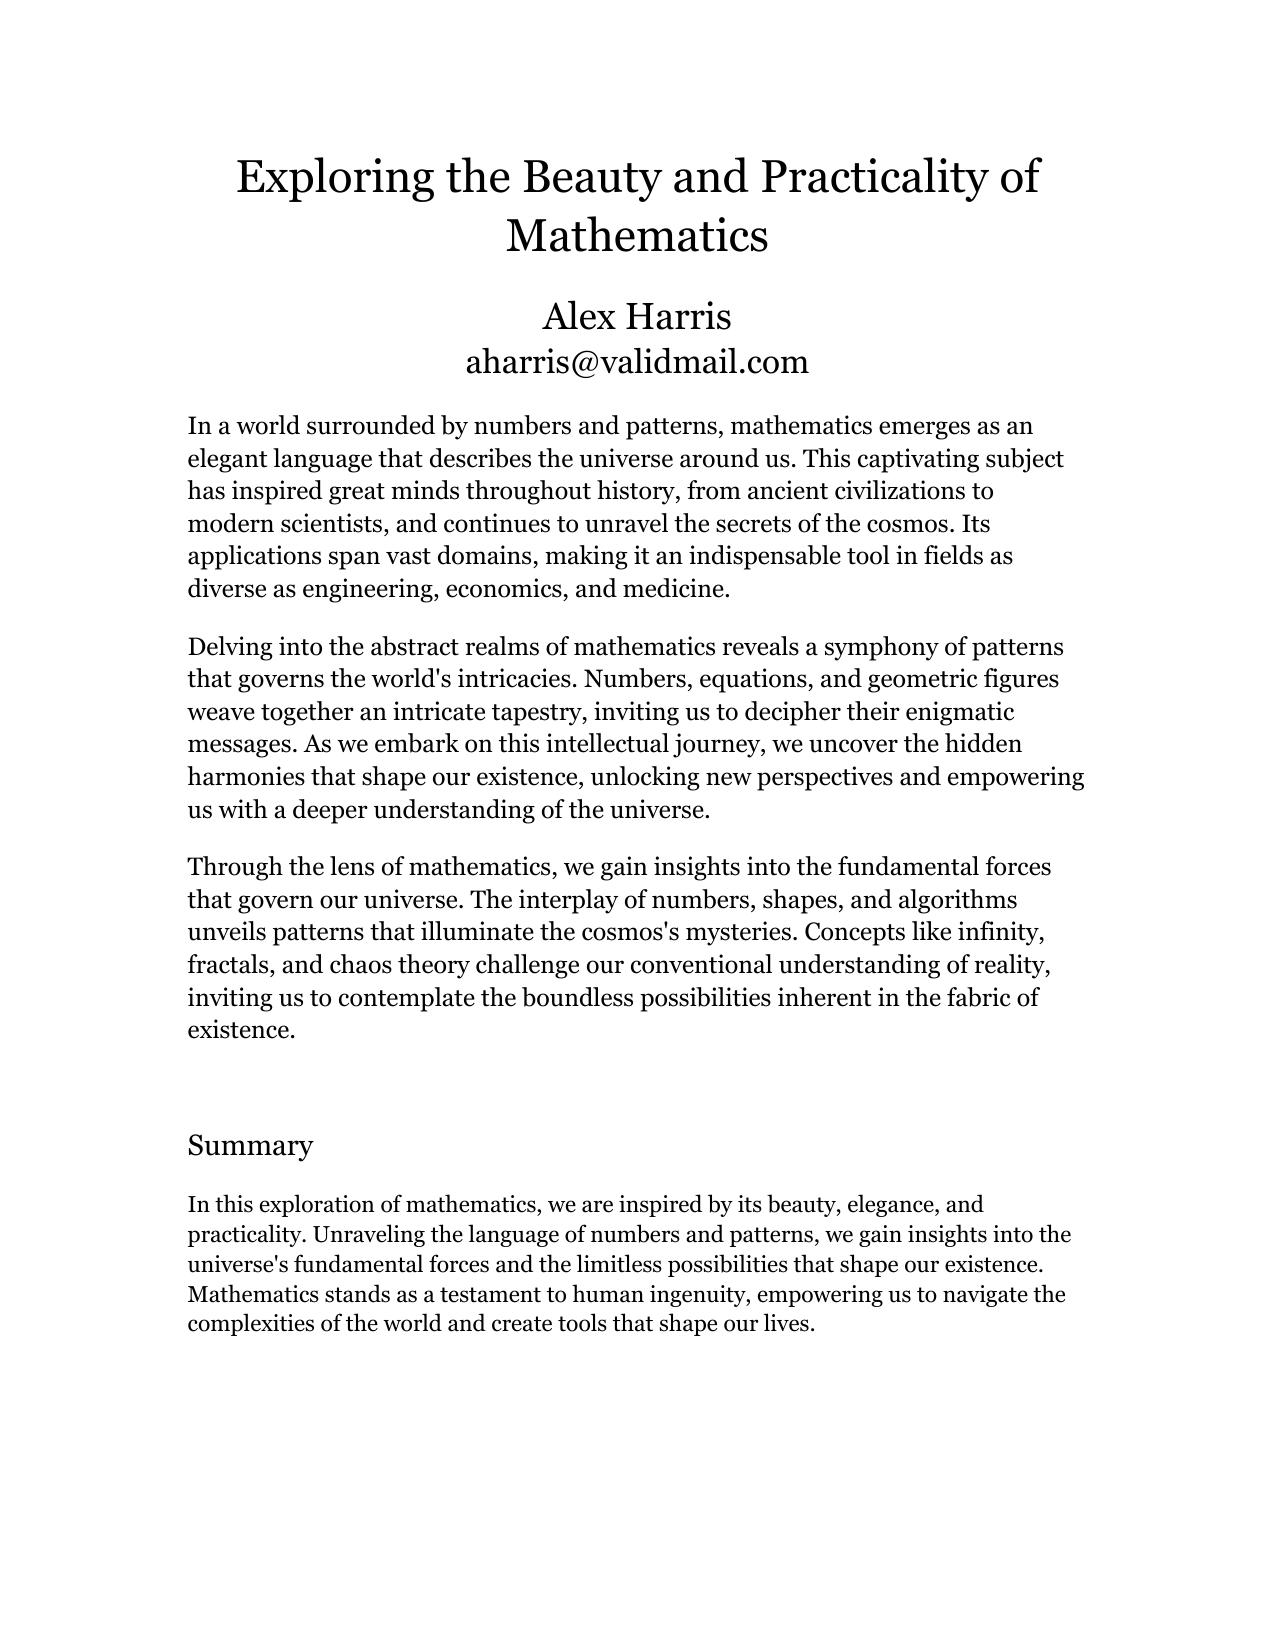 Exploring the Beauty and Practicality of
Mathematics
Alex Harris
aharris@validmail.com
In a world surrounded by numbers and patterns, mathematics emerges as an
elegant language that describes the universe around us. This captivating subject
has inspired great minds throughout history, from ancient civilizations to
modern scientists, and continues to unravel the secrets of the cosmos. Its
applications span vast domains, making it an indispensable tool in fields as
diverse as engineering, economics, and medicine.
Delving into the abstract realms of mathematics reveals a symphony of patterns
that governs the world's intricacies. Numbers, equations, and geometric figures
weave together an intricate tapestry, inviting us to decipher their enigmatic
messages. As we embark on this intellectual journey, we uncover the hidden
harmonies that shape our existence, unlocking new perspectives and empowering
us with a deeper understanding of the universe.
Through the lens of mathematics, we gain insights into the fundamental forces
that govern our universe. The interplay of numbers, shapes, and algorithms
unveils patterns that illuminate the cosmos's mysteries. Concepts like infinity,
fractals, and chaos theory challenge our conventional understanding of reality,
inviting us to contemplate the boundless possibilities inherent in the fabric of
existence.
Summary
In this exploration of mathematics, we are inspired by its beauty, elegance, and
practicality. Unraveling the language of numbers and patterns, we gain insights into the
universe's fundamental forces and the limitless possibilities that shape our existence.
Mathematics stands as a testament to human ingenuity, empowering us to navigate the
complexities of the world and create tools that shape our lives.